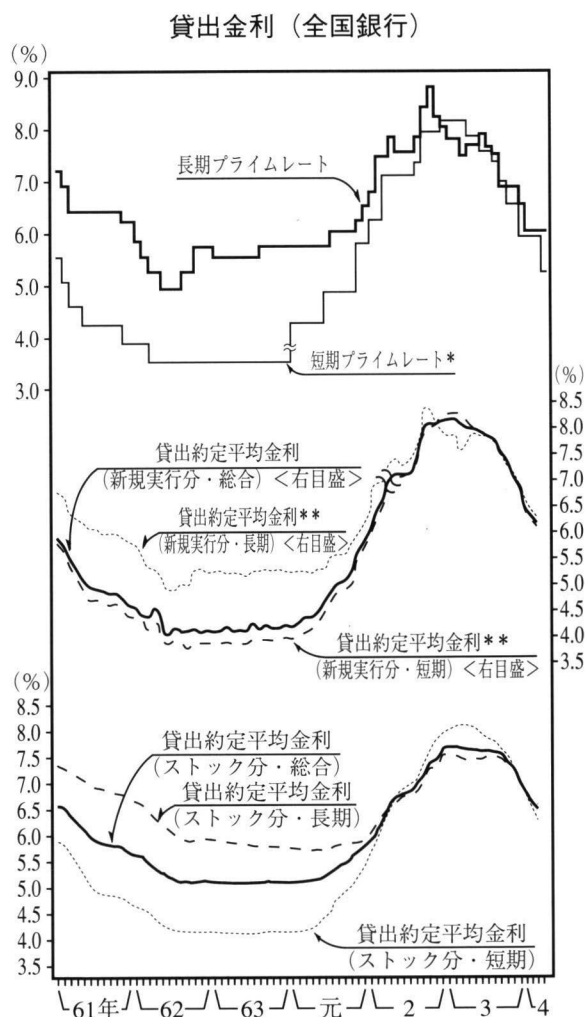 貸出金利（全国銀行）
(%)
9.0
8.0
7.0
6.0
5.0
4.0
3.0
長期プライムレート
短期プライムレート*
(%)
8.5
8.0
7.5
7.0
6.5
6.0
5.5
5.0
4.5
4.0
3.5
貸出約定平均金利
(新規実行分・総合) <右目盛>
貸出約定平均金利**
(新規実行分・長期) <右目盛>
貸出約定平均金利**
(新規実行分・短期) <右目盛>
(%)
8.5
8.0
7.5
7.0
6.5
6.0
5.5
5.0
4.5
4.0
3.5
貸出約定平均金利
(ストック分・総合)
貸出約定平均金利
(ストック分・長期)
貸出約定平均金利
(ストック分・短期)
61年 62 63 元 2 3 4